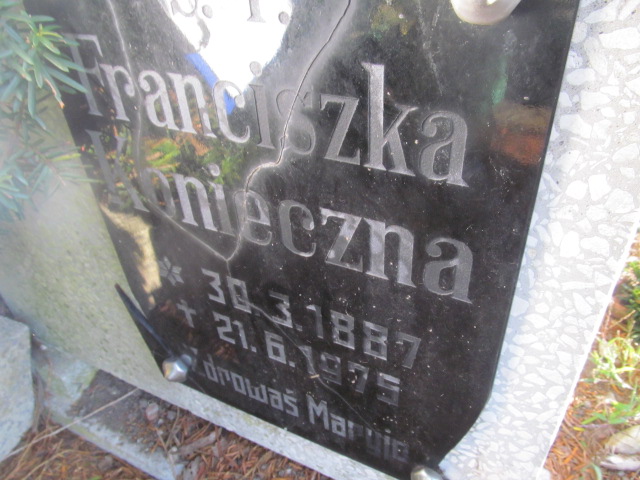 Ś. P.
Franciszka
Konieczna
* 30.3.1887
+ 21.6.1975
Zdrowaś Maryjo